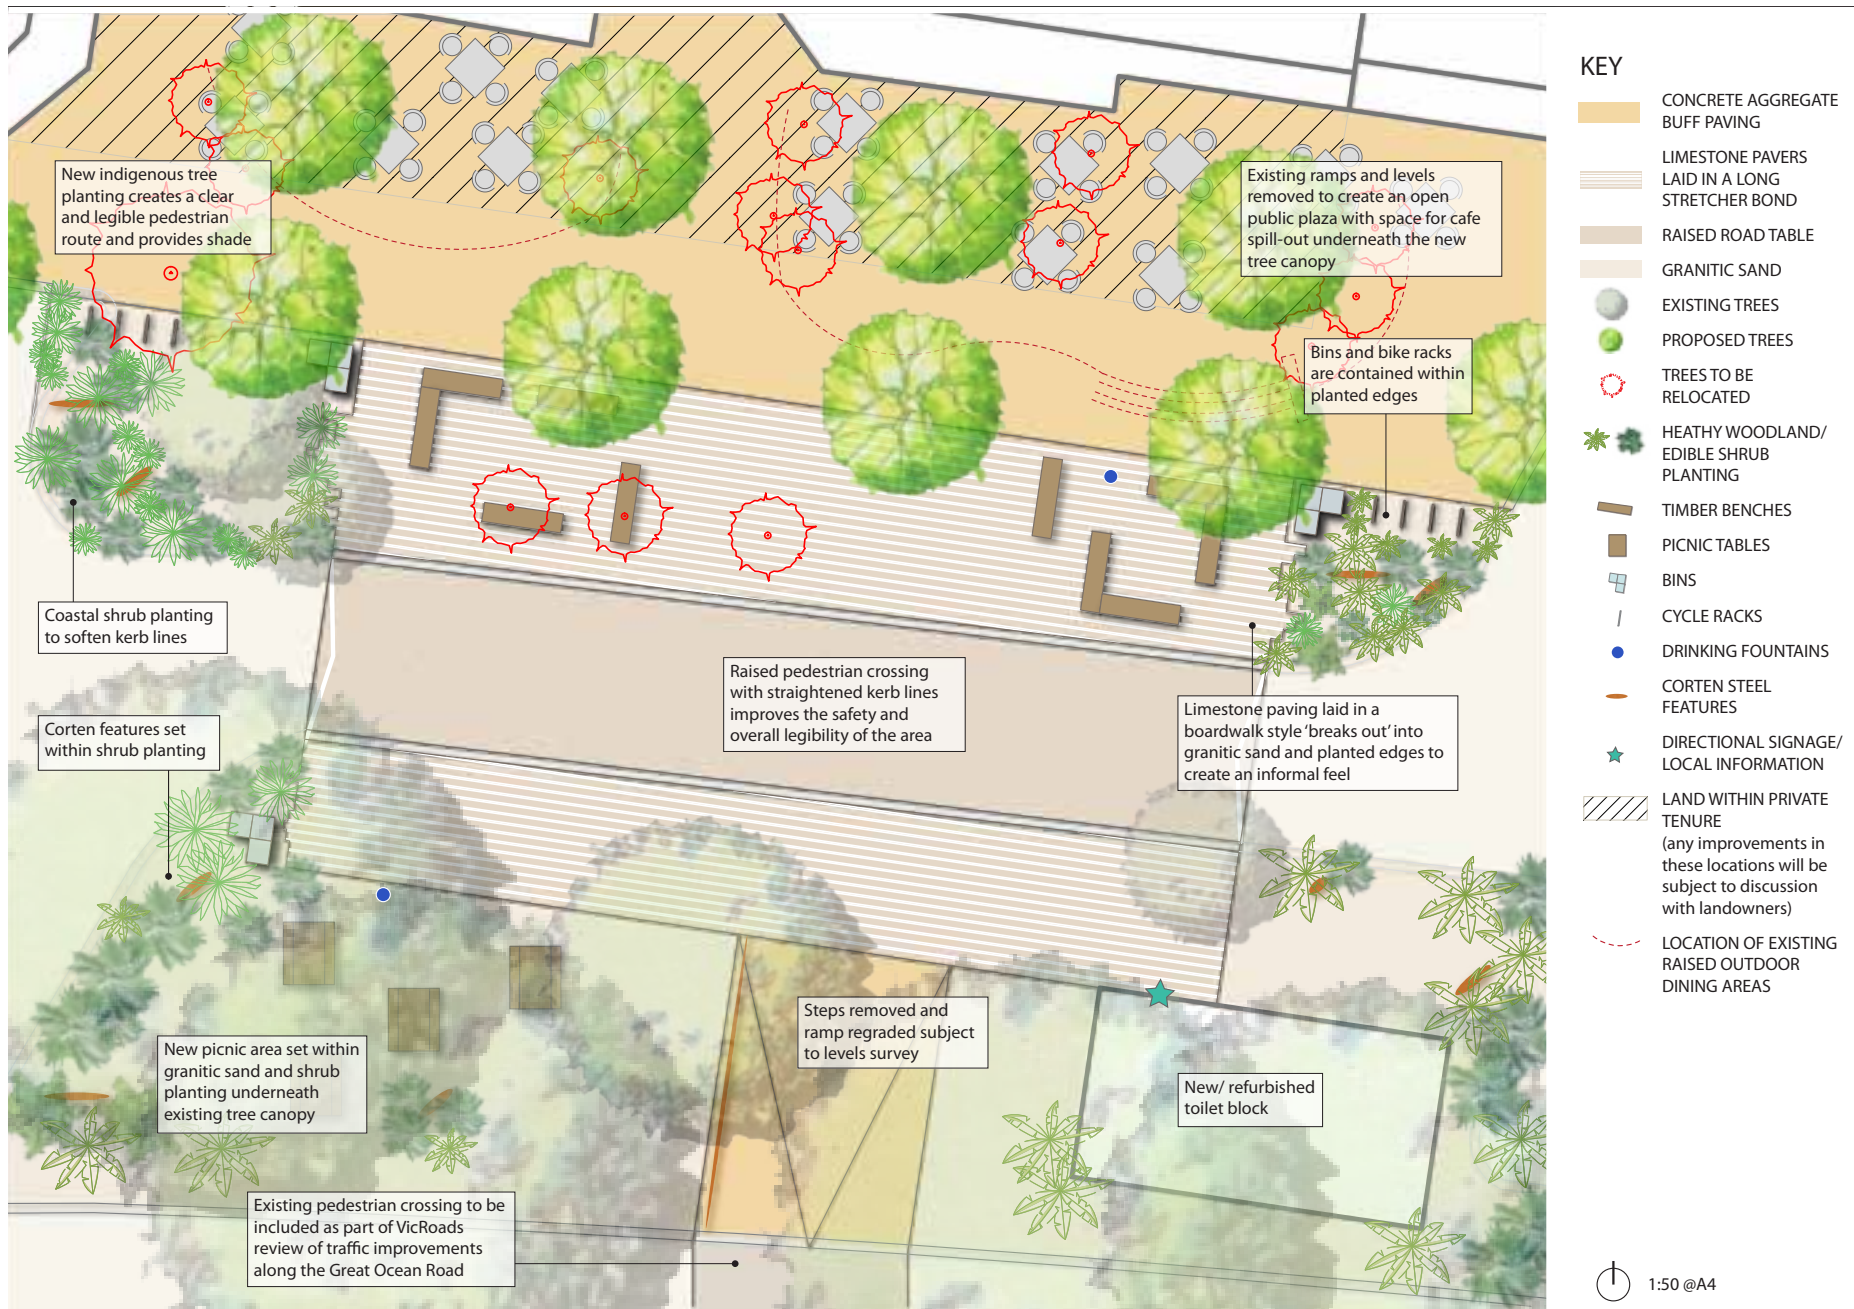 New indigenous tree
planting creates a clear
and legible pedestrian
route and provides shade
Existing ramps and levels
removed to create an open
public plaza with space for cafe
spill-out underneath the new
tree canopy
Bins and bike racks
are contained within
planted edges
Coastal shrub planting
to soften kerb lines
Raised pedestrian crossing
with straightened kerb lines
improves the safety and
overall legibility of the area
Limestone paving laid in a
boardwalk style ‘breaks out’ into
granitic sand and planted edges to
create an informal feel
Corten features set
within shrub planting
Steps removed and
ramp regraded subject
to levels survey
New picnic area set within
granitic sand and shrub
planting underneath
existing tree canopy
New/ refurbished
toilet block
Existing pedestrian crossing to be
included as part of VicRoads
review of traffic improvements
along the Great Ocean Road
KEY
CONCRETE AGGREGATE
BUFF PAVING
LIMESTONE PAVERS
LAID IN A LONG
STRETCHER BOND
RAISED ROAD TABLE
GRANITIC SAND
EXISTING TREES
PROPOSED TREES
TREES TO BE
RELOCATED
HEATHY WOODLAND/
EDIBLE SHRUB
PLANTING
TIMBER BENCHES
PICNIC TABLES
BINS
CYCLE RACKS
DRINKING FOUNTAINS
CORTEN STEEL
FEATURES
DIRECTIONAL SIGNAGE/
LOCAL INFORMATION
LAND WITHIN PRIVATE
TENURE
(any improvements in
these locations will be
subject to discussion
with landowners)
LOCATION OF EXISTING
RAISED OUTDOOR
DINING AREAS
1:50 @A4